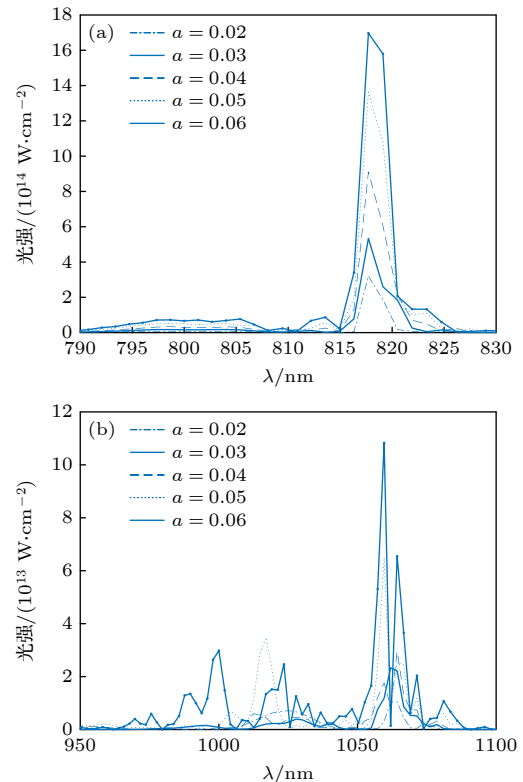 18
(a)
a = 0.02
16
a = 0.03
14
a = 0.04
12
a = 0.05
10
a = 0.06
8
6
4
2
0
光强/(10¹⁴ W·cm⁻²)
790 795 800 805 810 815 820 825 830
λ/nm
12
(b)
a = 0.02
a = 0.03
10
a = 0.04
a = 0.05
8
a = 0.06
6
4
2
0
光强/(10¹³ W·cm⁻²)
950 1000 1050 1100
λ/nm